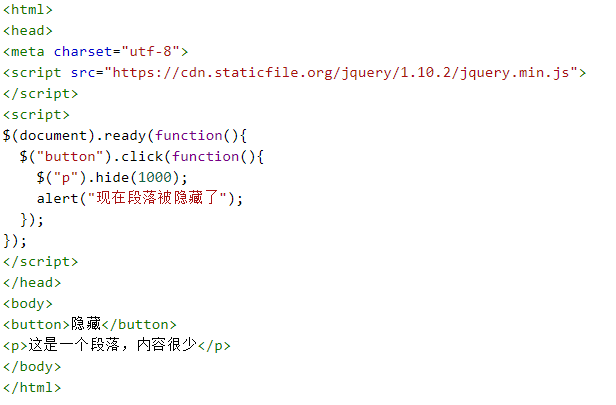 <html>
<head>
<meta charset="utf-8">
<script src="https://cdn.staticfile.org/jquery/1.10.2/jquery.min.js">
</script>
<script>
$(document).ready(function(){
  $("button").click(function(){
    $("p").hide(1000);
    alert("现在段落被隐藏了");
  });
});
</script>
</head>
<body>
<button>隐藏</button>
<p>这是一个段落，内容很少</p>
</body>
</html>